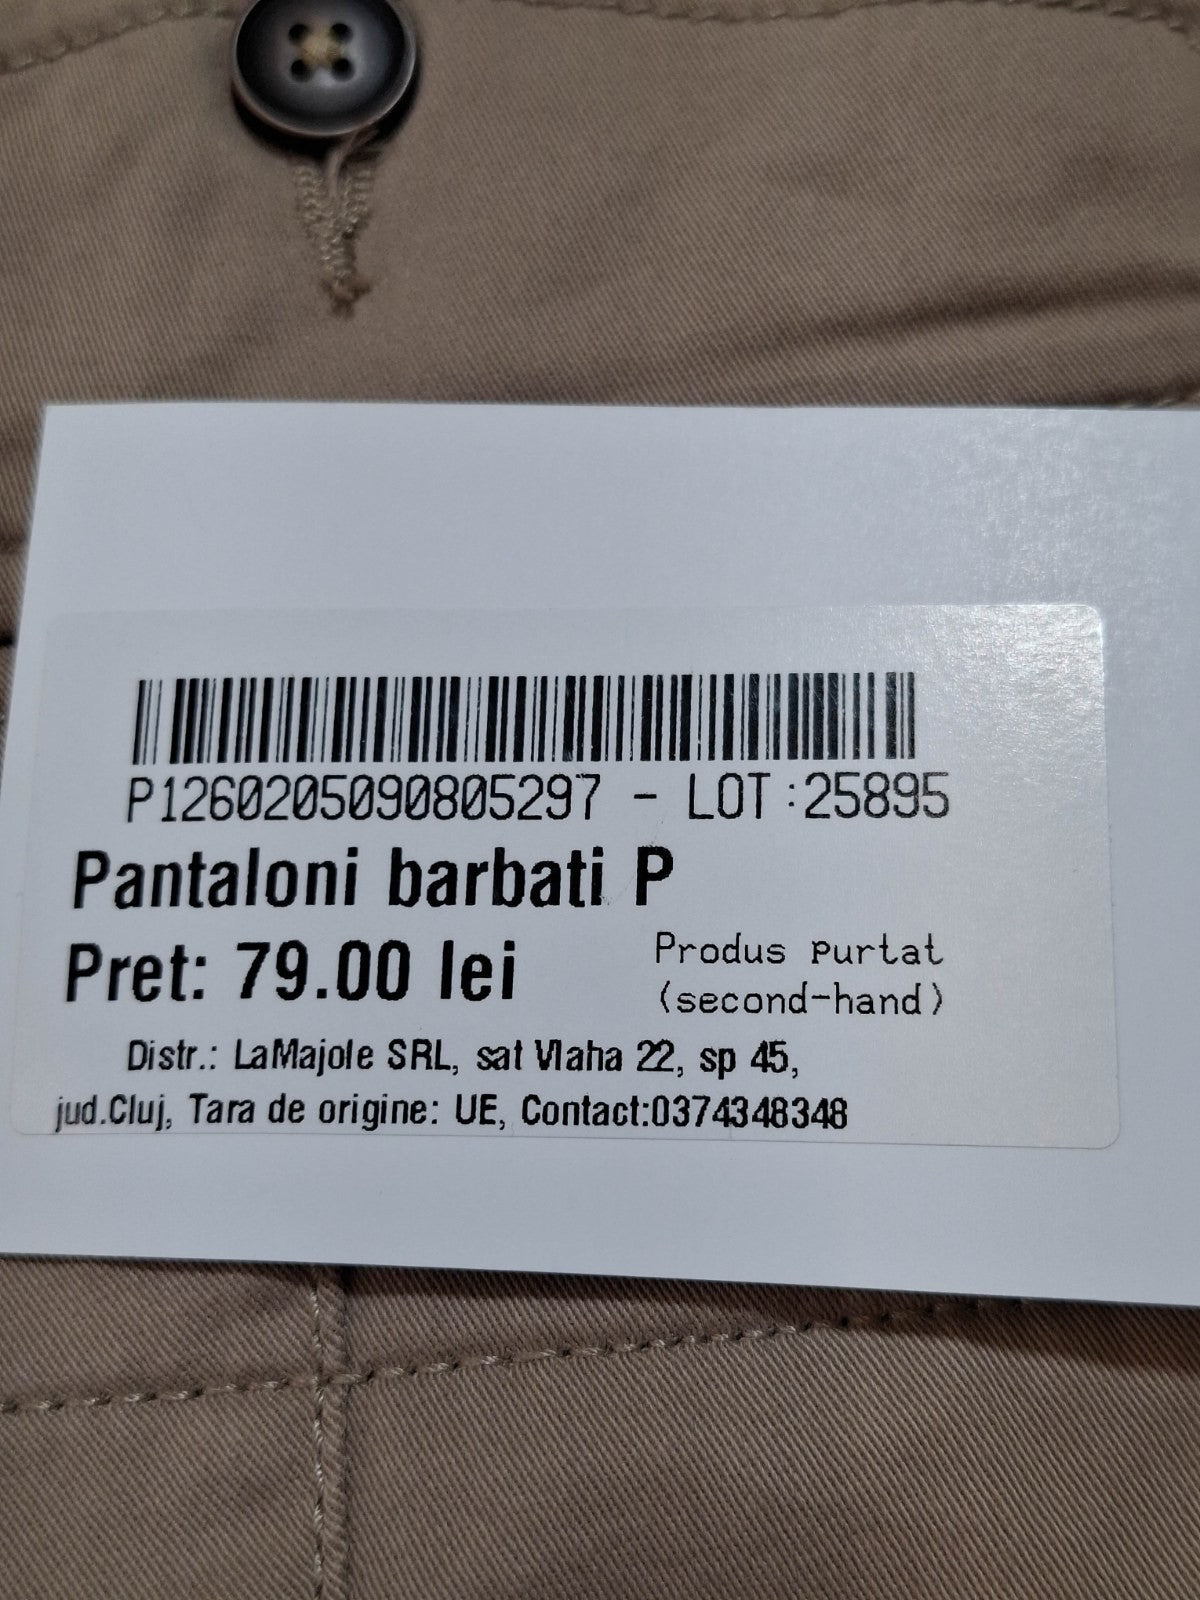 P1260205090805297 - LOT:25895
Pantaloni barbati P
Pret: 79.00 lei
Produs purtat
(second-hand)
Distr.: LaMajole SRL, sat Vlaha 22, sp 45,
jud.Cluj, Tara de origine: UE, Contact:0374348348